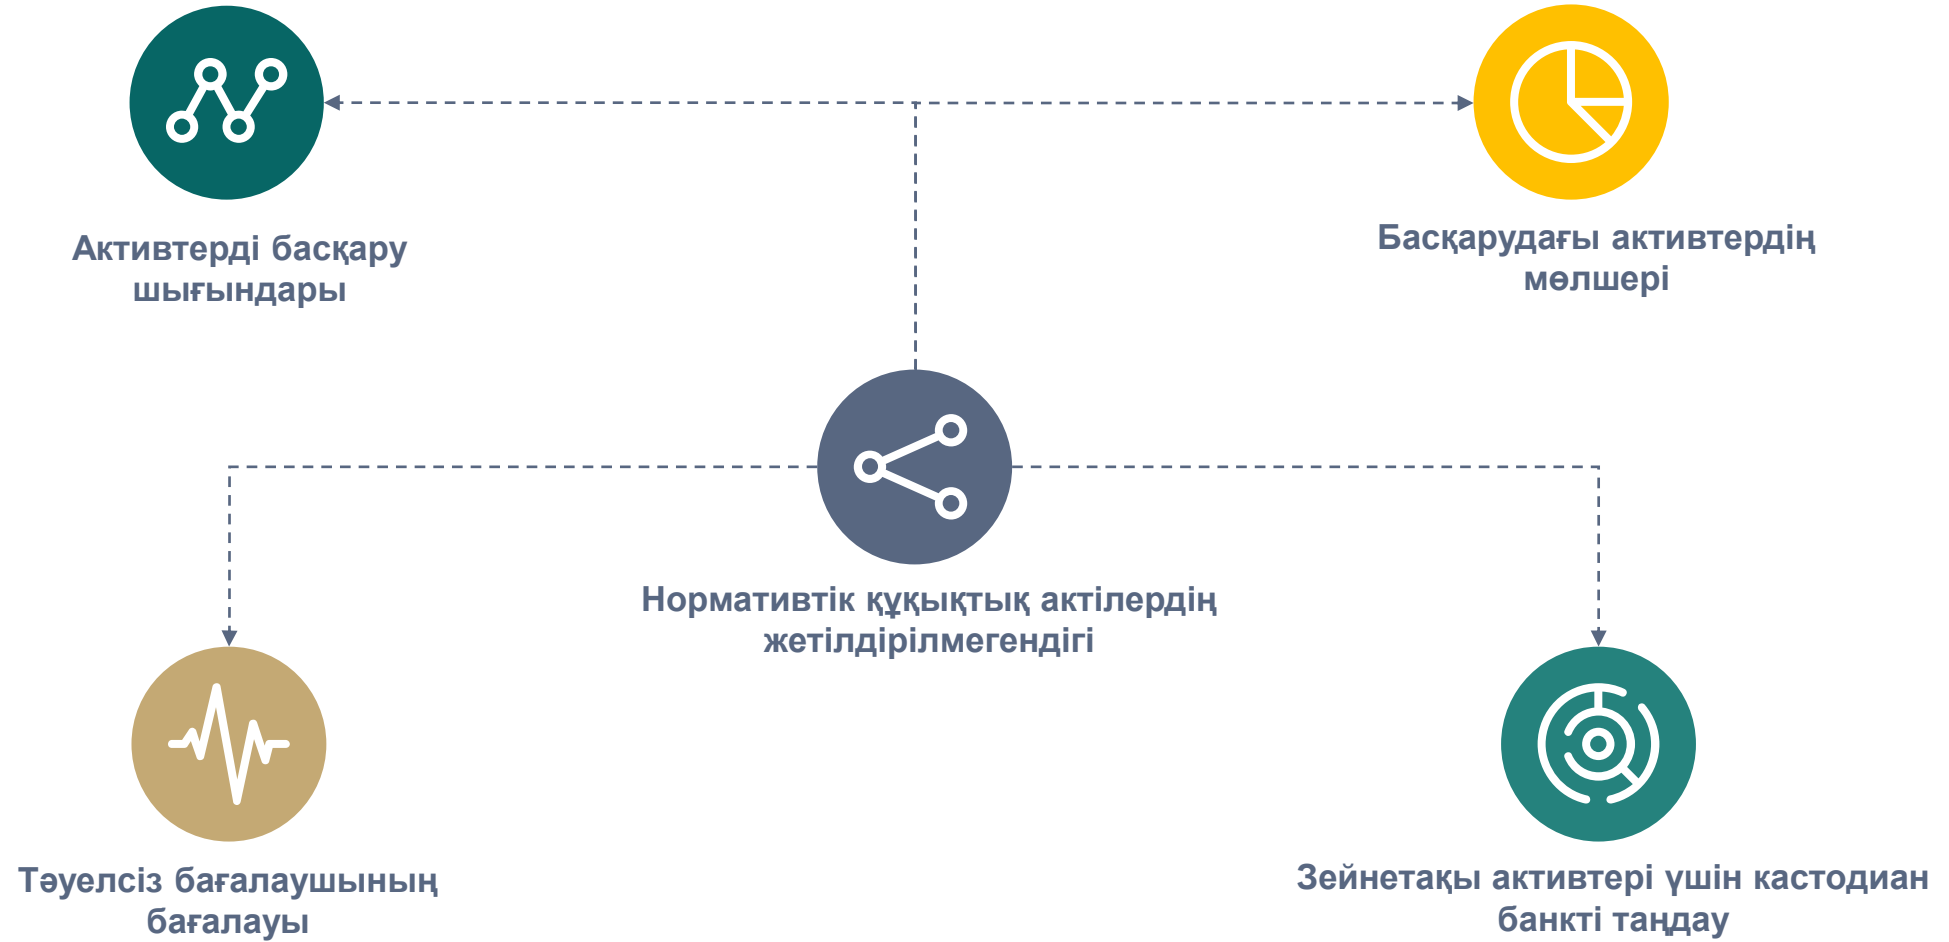 Активтерді басқару
шығындары
Басқарудағы активтердің
мөлшері
Нормативтік құқықтық актілердің
жетілдірілмегендігі
Тәуелсіз бағалаушының
бағалауы
Зейнетақы активтері үшін кастодиан
банкті таңдау